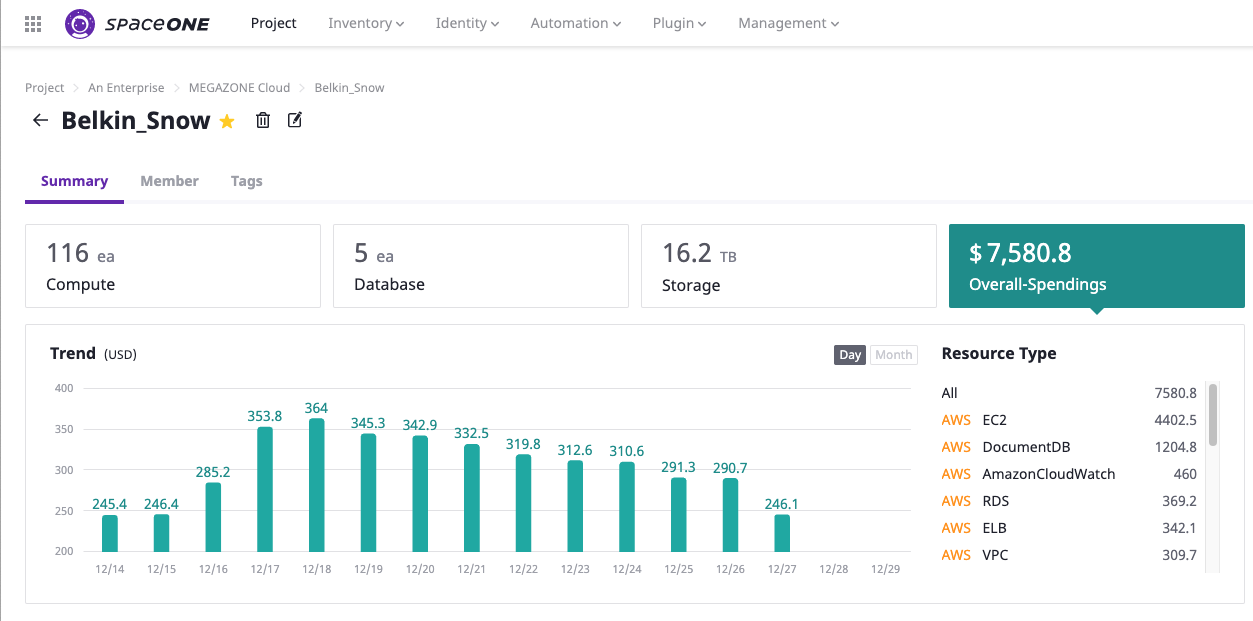 spaceONE Project Inventory Identity Automation Plugin Management
Project An Enterprise MEGAZONE Cloud Belkin_Snow
Belkin_Snow
Summary Member Tags
116 ea
Compute
5 ea
Database
16.2 TB
Storage
$ 7,580.8
Overall-Spendings
Trend (USD)
Day Month
400
350
300
250
200
245.4 246.4 285.2 353.8 364 345.3 342.9 332.5 319.8 312.6 310.6 291.3 290.7 246.1
12/14 12/15 12/16 12/17 12/18 12/19 12/20 12/21 12/22 12/23 12/24 12/25 12/26 12/27 12/28 12/29
Resource Type
All 7580.8
AWS EC2 4402.5
AWS DocumentDB 1204.8
AWS AmazonCloudWatch 460
AWS RDS 369.2
AWS ELB 342.1
AWS VPC 309.7